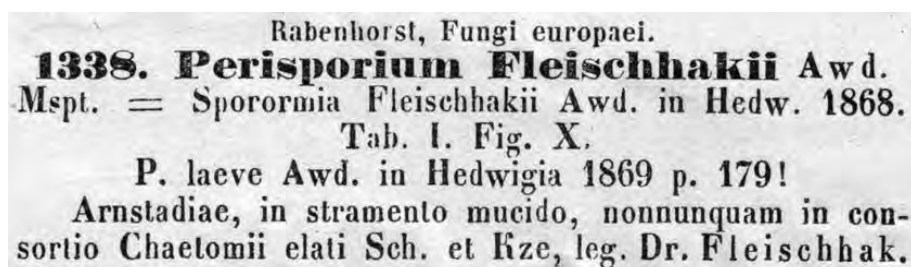 Rabenhorst, Fungi europaei.
1338. Perisporium Fleischhakii Awd.
Mspt. = Sporormia Fleischhakii Awd. in Hedw. 1868.
Tab. I. Fig. X.
P. laeve Awd. in Hedwigia 1869 p. 179!
Arnstadiae, in stramento mucido, nonnunquam in con-
sortio Chaetomii elati Sch. et Kze, leg. Dr. Fleischhak.